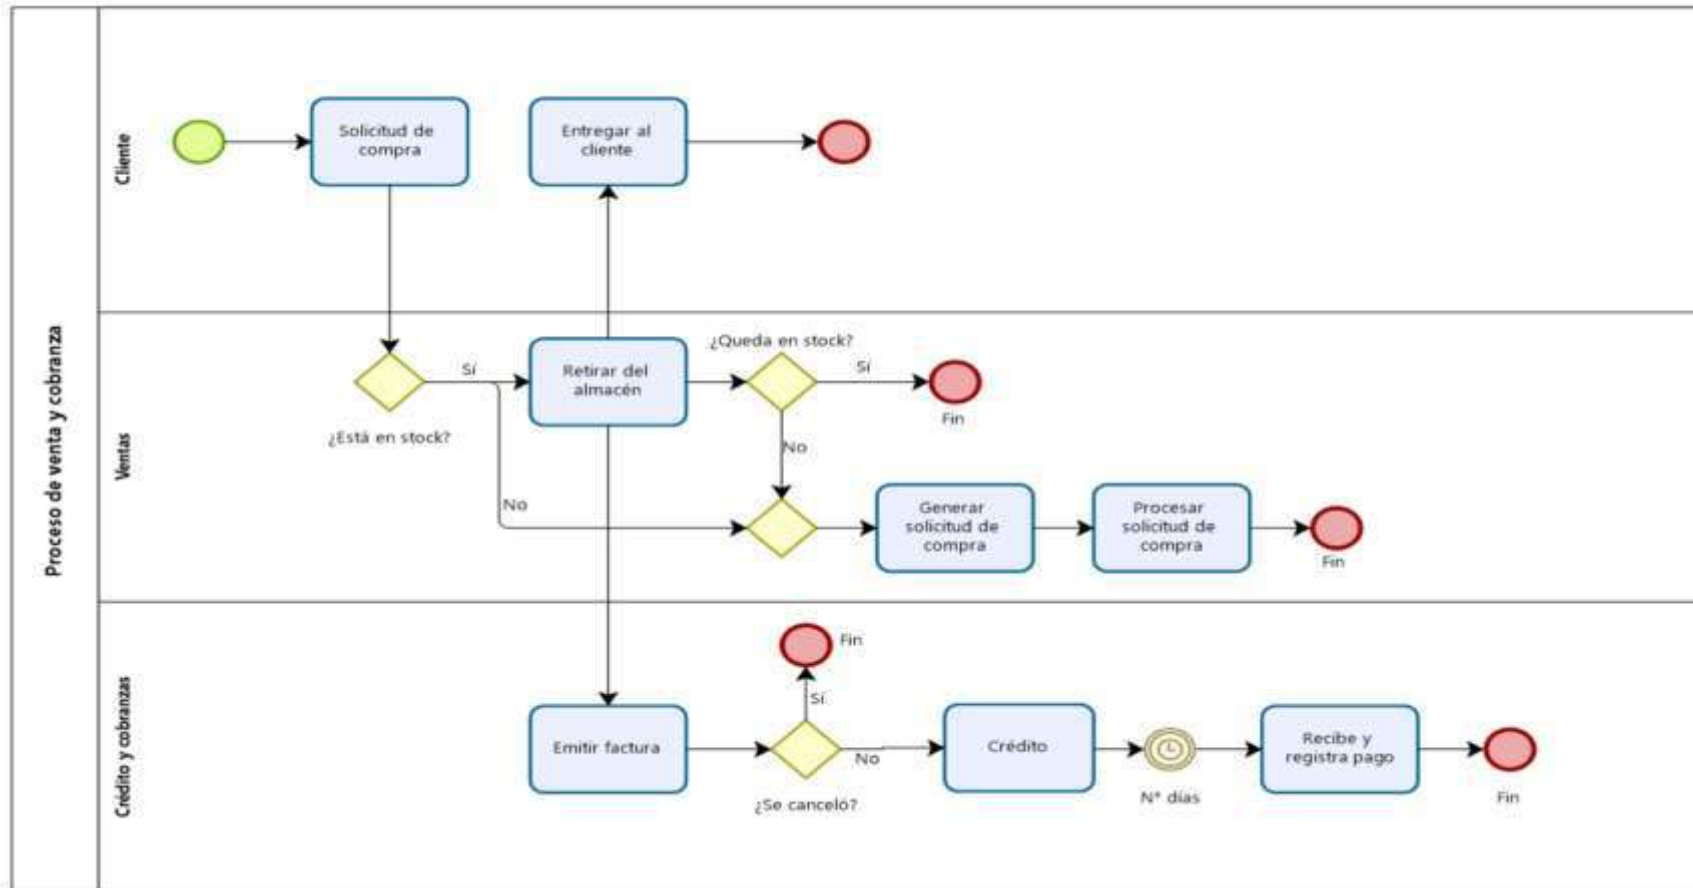 Proceso de venta y cobranza
Cliente
Solicitud de
compra
Entregar al
cliente
Ventas
¿Está en stock?
Sí
No
Retirar del
almacén
¿Queda en stock?
Sí
Fin
No
Generar
solicitud de
compra
Procesar
solicitud de
compra
Fin
Crédito y cobranzas
Emitir factura
¿Se canceló?
Sí
Fin
No
Crédito
N° días
Recibe y
registra pago
Fin